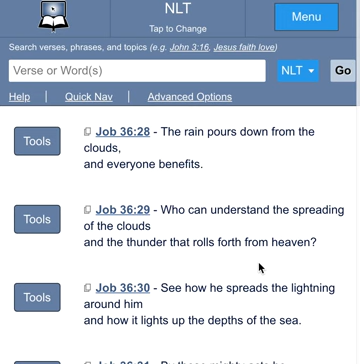 NLT
Tap to Change
Menu
Search verses, phrases, and topics (e.g. John 3:16, Jesus faith love)
Verse or Word(s)
NLT
Go
Help | Quick Nav | Advanced Options
Tools
Job 36:28 - The rain pours down from the
clouds,
and everyone benefits.
Tools
Job 36:29 - Who can understand the spreading
of the clouds
and the thunder that rolls forth from heaven?
Tools
Job 36:30 - See how he spreads the lightning
around him
and how it lights up the depths of the sea.